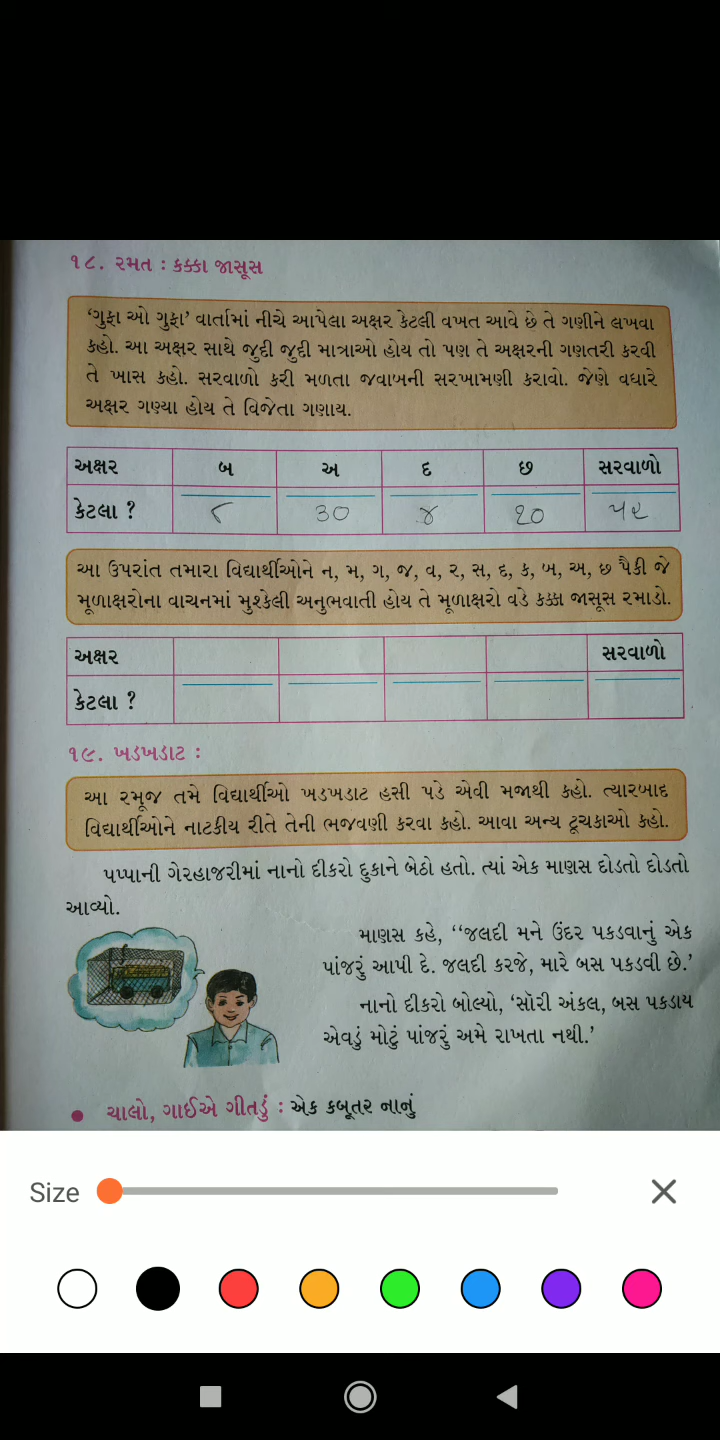 ૧૮. રમત : કક્કા જાસૂસ
‘ગુફા ઓ ગુફા’ વાર્તામાં નીચે આપેલા અક્ષર કેટલી વખત આવે છે તે ગણીને લખવા
કહો. આ અક્ષર સાથે જુદી જુદી માત્રાઓ હોય તો પણ તે અક્ષરની ગણતરી કરવી
તે ખાસ કહો. સરવાળો કરી મળતા જવાબની સરખામણી કરાવો. જેણે વધારે
અક્ષર ગણ્યા હોય તે વિજેતા ગણાય.
અક્ષર બ અ દ છ સરવાળો
કેટલા ? ૮ ૩૦ ૪ ૨૦
આ ઉપરાંત તમારા વિદ્યાર્થીઓને ન, મ, ગ, જ, વ, ર, સ, દ, ક, બ, અ, છ પૈકી જે
મૂળાક્ષરોના વાચનમાં મુશ્કેલી અનુભવાતી હોય તે મૂળાક્ષરો વડે કક્કા જાસૂસ રમાડો.
અક્ષર સરવાળો
કેટલા ?
૧૯. ખડખડાટ :
આ રમૂજ તમે વિદ્યાર્થીઓ ખડખડાટ હસી પડે એવી મજાથી કહો. ત્યારબાદ
વિદ્યાર્થીઓને નાટકીય રીતે તેની ભજવણી કરવા કહો. આવા અન્ય ટૂચકાઓ કહો.
પપ્પાની ગેરહાજરીમાં નાનો દીકરો દુકાને બેઠો હતો. ત્યાં એક માણસ દોડતો દોડતો
આવ્યો.
માણસ કહે, ‘‘જલદી મને ઉંદર પકડવાનું એક
પાંજરું આપી દે. જલદી કરજે, મારે બસ પકડવી છે.’
નાનો દીકરો બોલ્યો, ‘સૉરી અંકલ, બસ પકડાય
એવડું મોટું પાંજરું અમે રાખતા નથી.’
• ચાલો, ગાઈએ ગીતડું : એક કબૂતર નાનું
Size